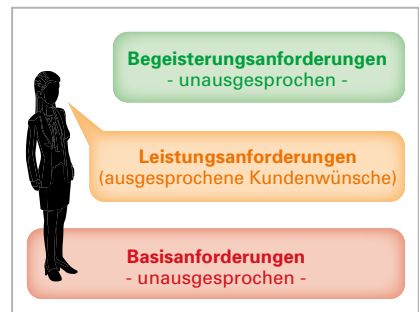 Begeisterungsanforderungen
- unausgesprochen -
Leistungsanforderungen
(ausgesprochene Kundenwünsche)
Basisanforderungen
- unausgesprochen -